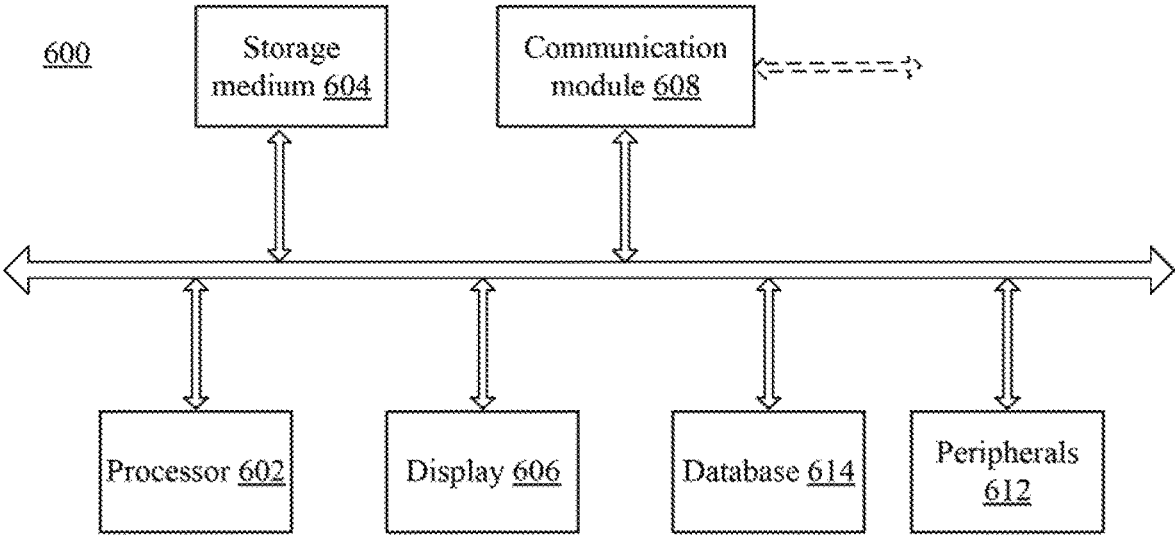 600
Storage
medium 604
Communication
module 608
Processor 602
Display 606
Database 614
Peripherals
612